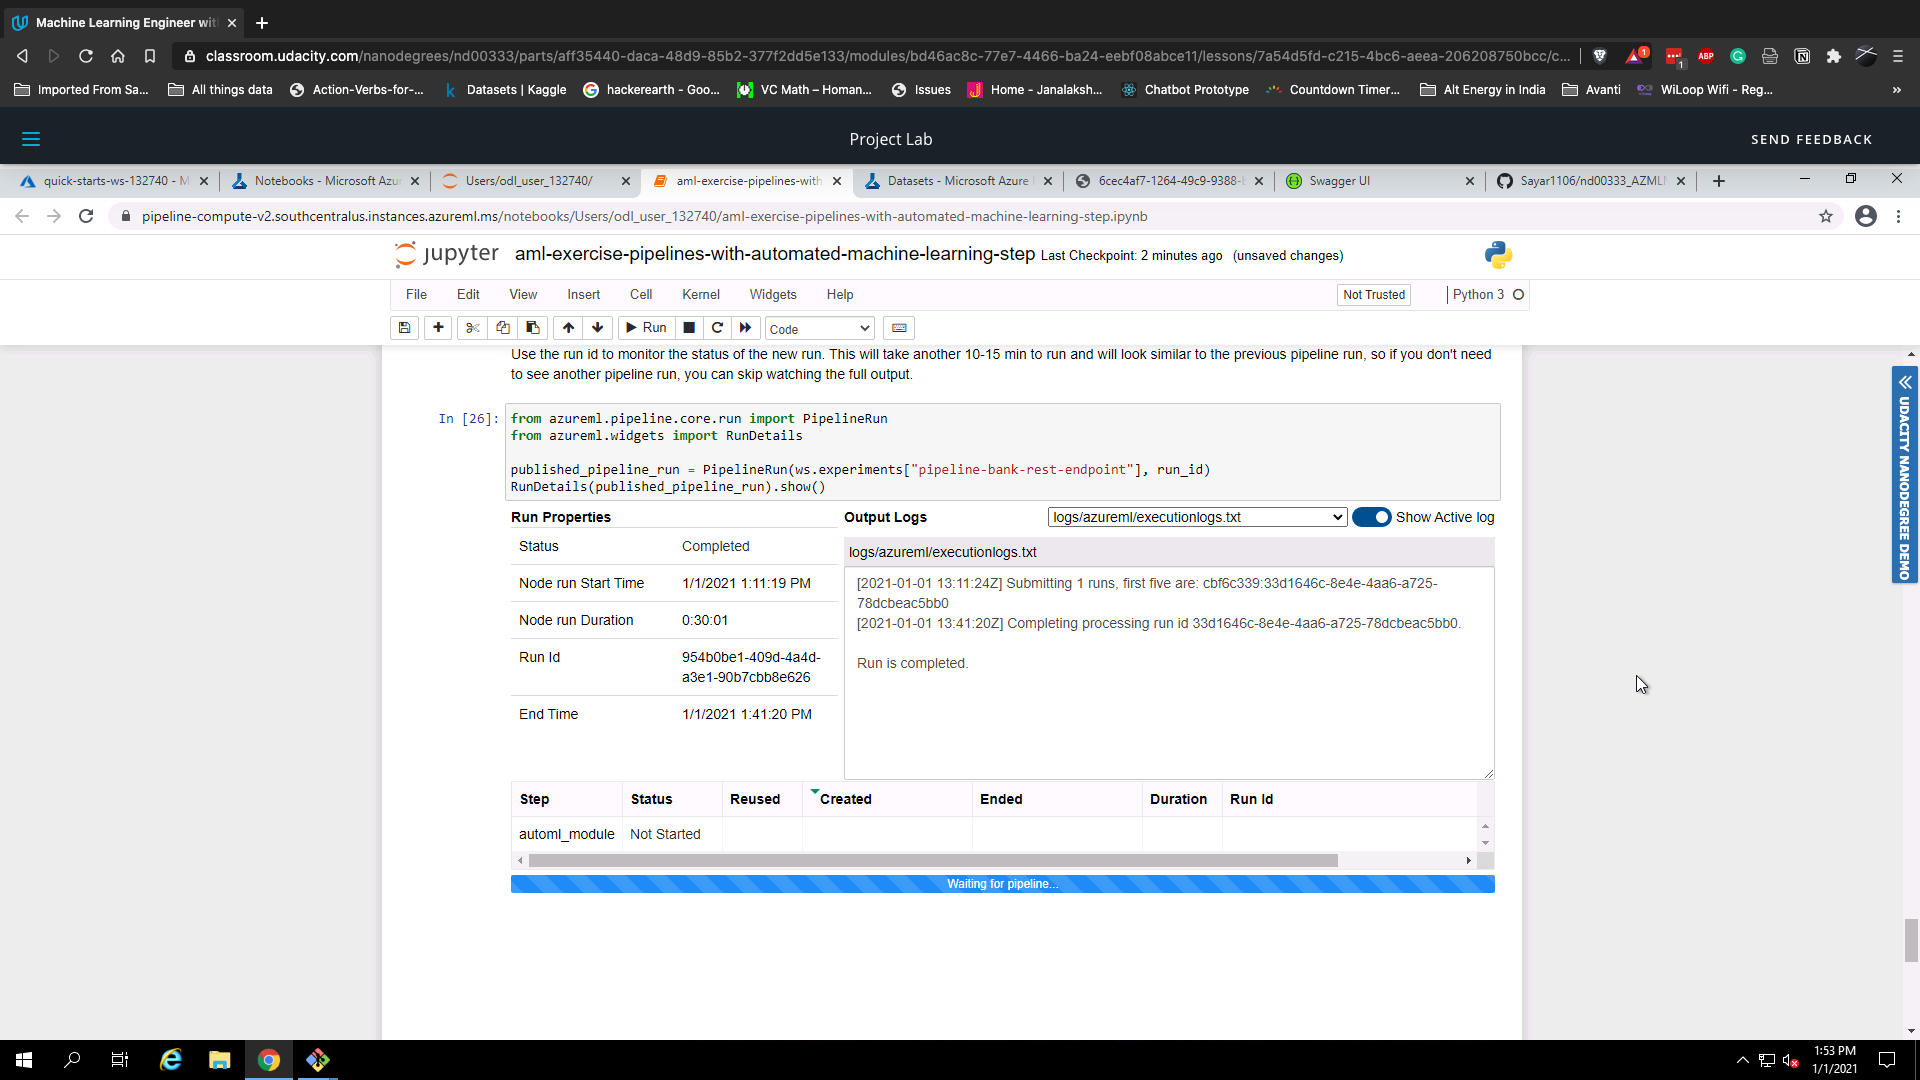 Machine Learning Engineer wit
classroom.udacity.com/nanodegrees/nd00333/parts/aff35440-daca-48d9-85b2-377f2dd5e133/modules/bd46ac8c-77e7-4466-ba24-eebf08abce11/lessons/7a54d5fd-c215-4bc6-aeea-206208750bcc/c...
1
1
ABP
Imported From Sa...
All things data
Action-Verbs-for-...
Datasets | Kaggle
hackerearth - Goo...
VC Math – Homan...
Issues
Home - Janalaksh...
Chatbot Prototype
Countdown Timer...
Alt Energy in India
Avanti
WiLoop Wifi - Reg...
»
Project Lab
SEND FEEDBACK
quick-starts-ws-132740 - M
Notebooks - Microsoft Azur
Users/odl_user_132740/
aml-exercise-pipelines-with
Datasets - Microsoft Azure
6cec4af7-1264-49c9-9388-b
Swagger UI
Sayar1106/nd00333_AZMLN
pipeline-compute-v2.southcentralus.instances.azureml.ms/notebooks/Users/odl_user_132740/aml-exercise-pipelines-with-automated-machine-learning-step.ipynb
jupyter aml-exercise-pipelines-with-automated-machine-learning-step Last Checkpoint: 2 minutes ago (unsaved changes)
File Edit View Insert Cell Kernel Widgets Help
Not Trusted
Python 3
Run
Code
Use the run id to monitor the status of the new run. This will take another 10-15 min to run and will look similar to the previous pipeline run, so if you don't need
to see another pipeline run, you can skip watching the full output.
In [26]: from azureml.pipeline.core.run import PipelineRun
from azureml.widgets import RunDetails
published_pipeline_run = PipelineRun(ws.experiments["pipeline-bank-rest-endpoint"], run_id)
RunDetails(published_pipeline_run).show()
Run Properties
Status Completed
Node run Start Time 1/1/2021 1:11:19 PM
Node run Duration 0:30:01
Run Id 954b0be1-409d-4a4d-
a3e1-90b7cbb8e626
End Time 1/1/2021 1:41:20 PM
Output Logs
logs/azureml/executionlogs.txt
Show Active log
logs/azureml/executionlogs.txt
[2021-01-01 13:11:24Z] Submitting 1 runs, first five are: cbf6c339:33d1646c-8e4e-4aa6-a725-
78dcbeac5bb0
[2021-01-01 13:41:20Z] Completing processing run id 33d1646c-8e4e-4aa6-a725-78dcbeac5bb0.
Run is completed.
Step Status Reused Created Ended Duration Run Id
automl_module Not Started
Waiting for pipeline...
UDACITY NANODEGREE DEMO
1:53 PM
1/1/2021